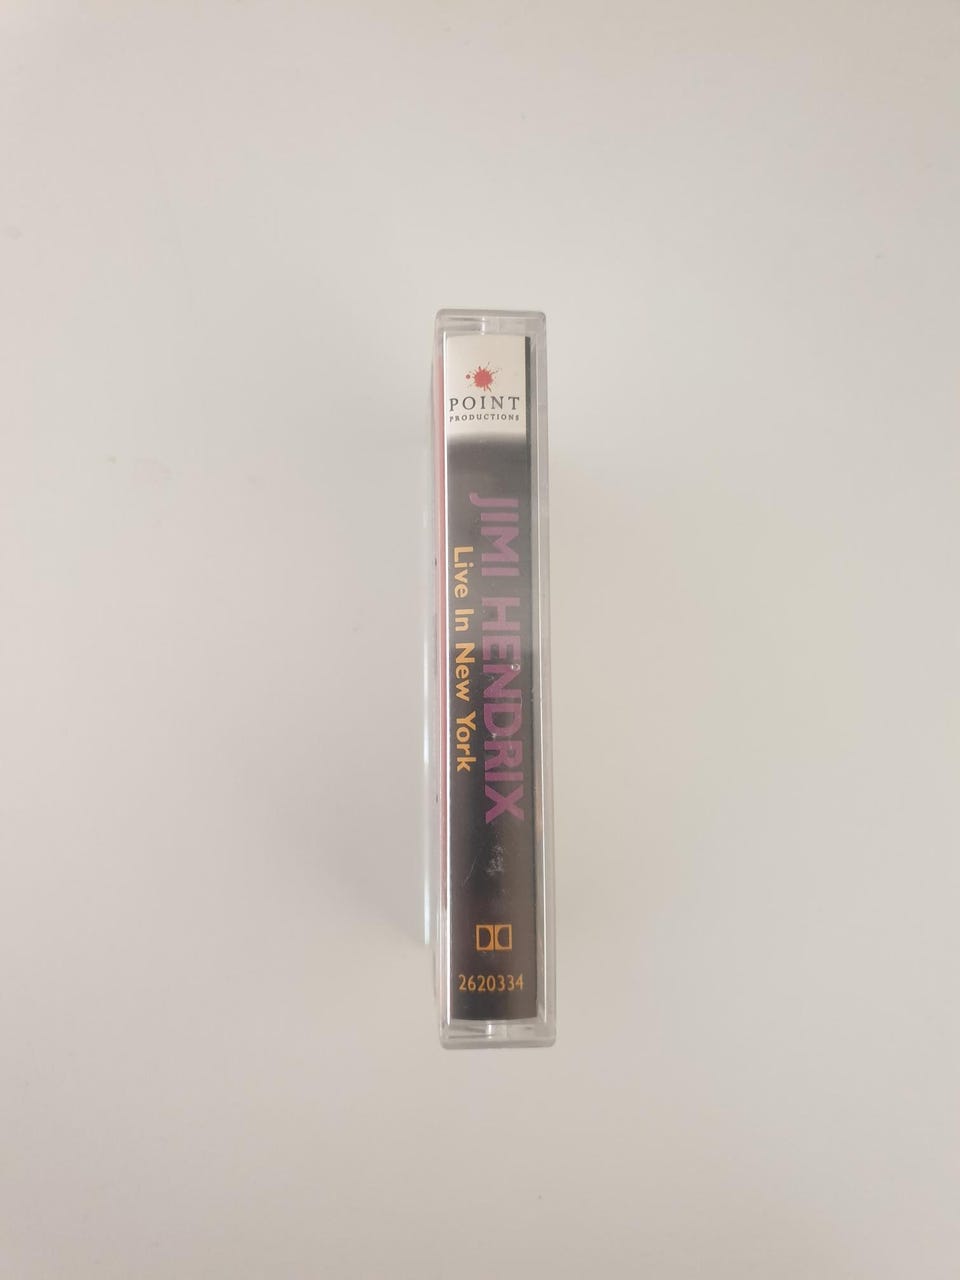 POINT
PRODUCTIONS
JIMI HENDRIX
Live In New York
2620334